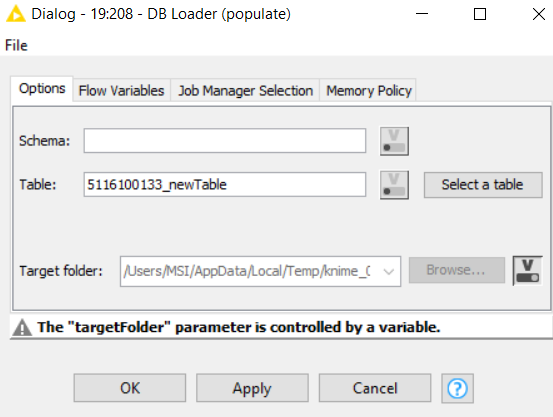 Dialog - 19:208 - DB Loader (populate)
File
Options Flow Variables Job Manager Selection Memory Policy
Schema:
Table: 5116100133_newTable Select a table
Target folder: /Users/MSI/AppData/Local/Temp/knime_ Browse...
The "targetFolder" parameter is controlled by a variable.
OK Apply Cancel ?